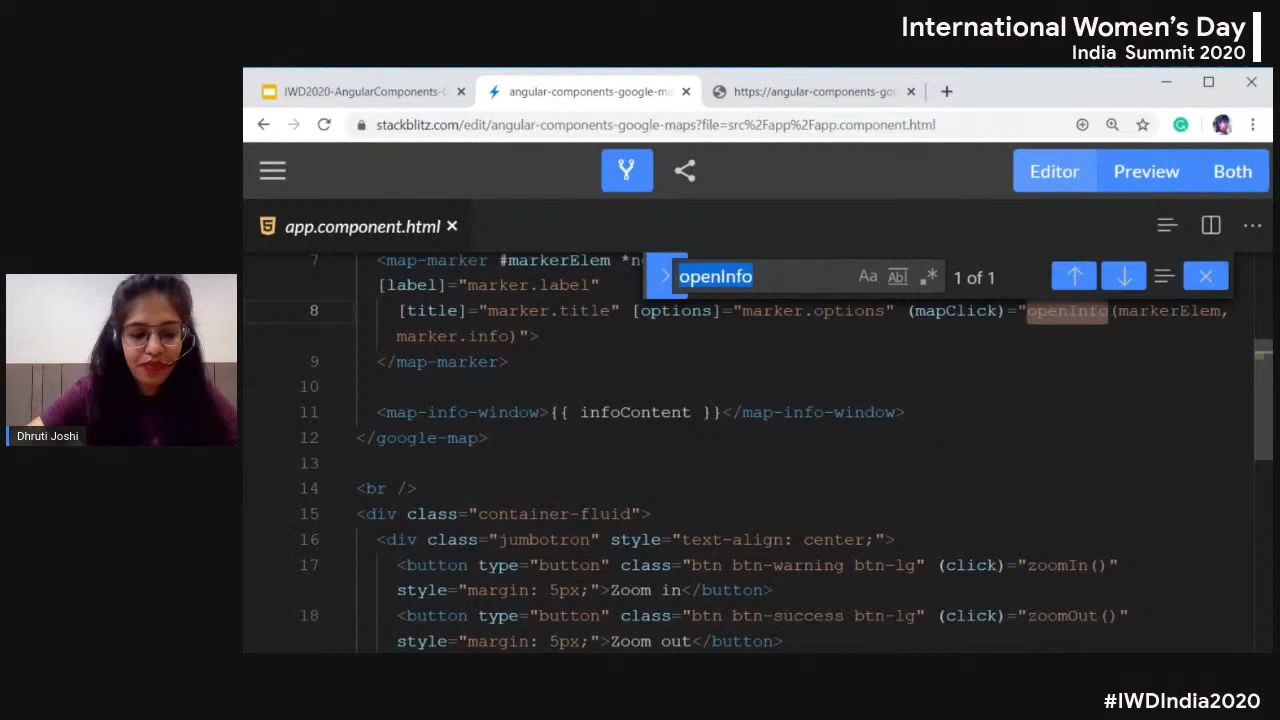 International Women's Day
India Summit 2020
IWD2020-AngularComponents-
angular-components-google-ma
https://angular-components-go
stackblitz.com/edit/angular-components-google-maps?file=src%2Fapp%2Fapp.component.html
Editor
Preview
Both
app.component.html
openInfo
Aa
Abl
.*
1 of 1
7 <map-marker #markerElem
[label]="marker.label"
8 [title]="marker.title" [options]="marker.options" (mapClick)="openInfo(markerElem,
marker.info)">
9 </map-marker>
10
11 <map-info-window>{{ infoContent }}</map-info-window>
12 </google-map>
13
14 <br />
15 <div class="container-fluid">
16 <div class="jumbotron" style="text-align: center;">
17 <button type="button" class="btn btn-warning btn-lg" (click)="zoomIn()"
style="margin: 5px;">Zoom in</button>
18 <button type="button" class="btn btn-success btn-lg" (click)="zoomOut()"
style="margin: 5px;">Zoom out</button>
Dhruti Joshi
#IWDIndia2020